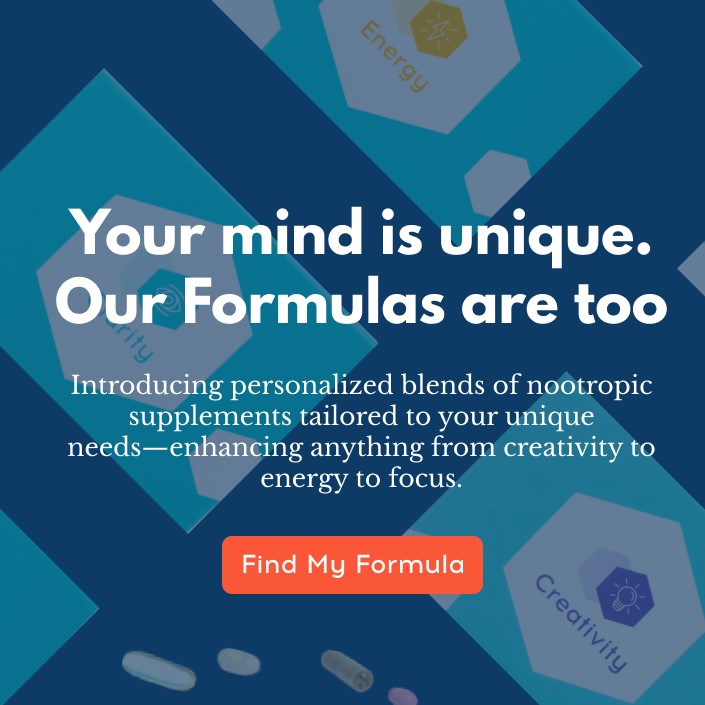 Energy
Your mind is unique.
Our Formulas are too
Introducing personalized blends of nootropic
supplements tailored to your unique
needs—enhancing anything from creativity to
energy to focus.
Find My Formula
Creativity